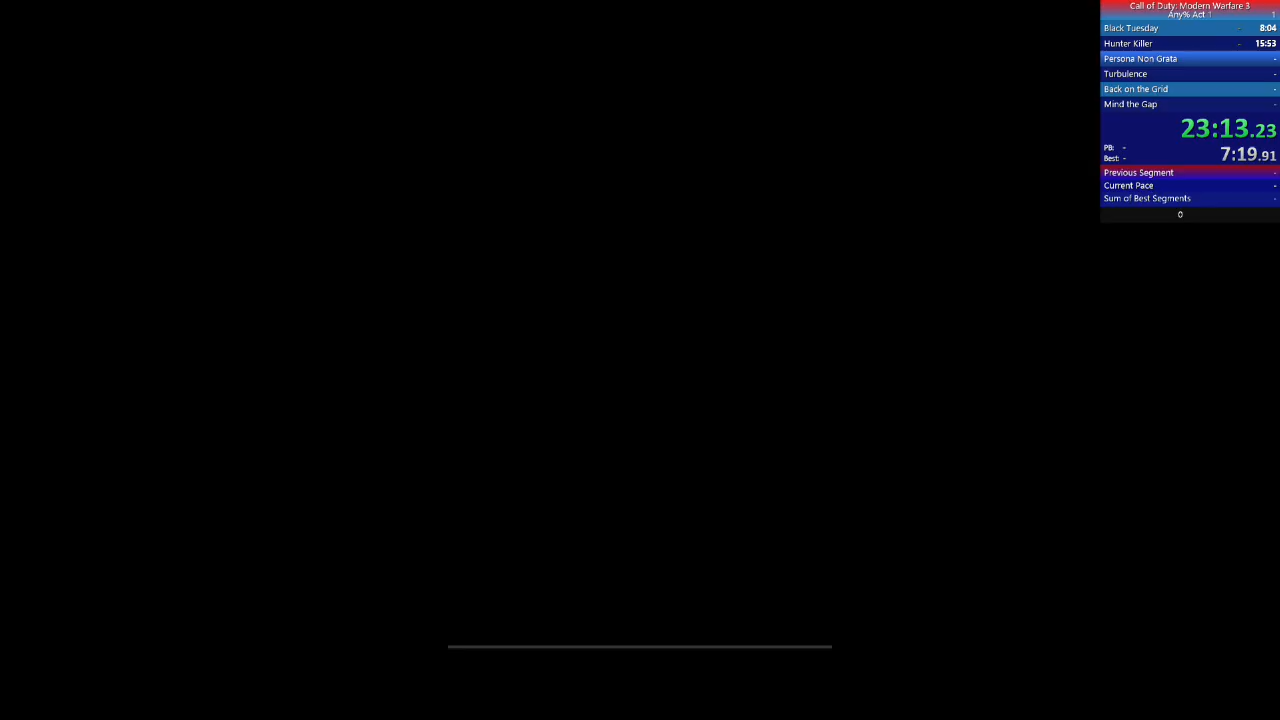 Call of Duty: Modern Warfare 3
Any% Act 1 1
Black Tuesday - 8:04
Hunter Killer - 15:53
Persona Non Grata -
Turbulence -
Back on the Grid -
Mind the Gap -
23:13.23
PB: - 7:19.91
Best: -
Previous Segment -
Current Pace -
Sum of Best Segments -
0